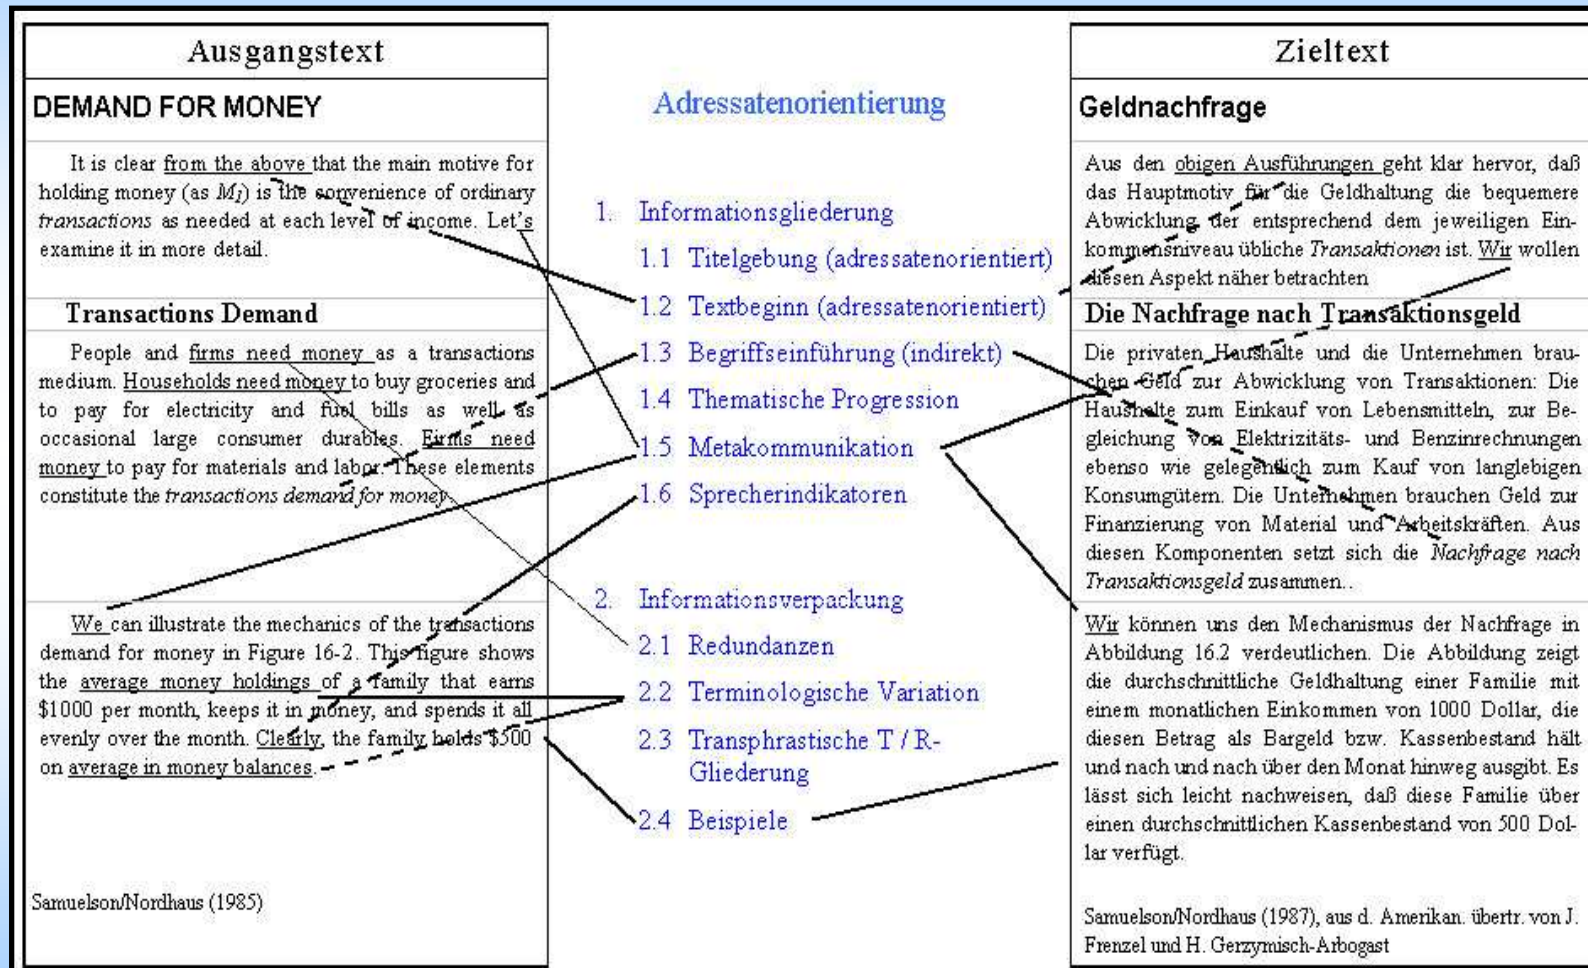 Ausgangstext
DEMAND FOR MONEY
It is clear from the above that the main motive for
holding money (as M1) is the convenience of ordinary
transactions as needed at each level of income. Let's
examine it in more detail.
Transactions Demand
People and firms need money as a transactions
medium. Households need money to buy groceries and
to pay for electricity and fuel bills as well as
occasional large consumer durables. Firms need
money to pay for materials and labor. These elements
constitute the transactions demand for money
We can illustrate the mechanics of the transactions
demand for money in Figure 16-2. This figure shows
the average money holdings of a family that earns
$1000 per month, keeps it in money, and spends it all
evenly over the month. Clearly, the family holds $500
on average in money balances.
Samuelson/Nordhaus (1985)
Adressatenorientierung
1. Informationsgliederung
1.1 Titelgebung (adressatenorientiert)
1.2 Textbeginn (adressatenorientiert)
1.3 Begriffseinführung (indirekt)
1.4 Thematische Progression
1.5 Metakommunikation
1.6 Sprecherindikatoren
2. Informationsverpackung
2.1 Redundanzen
2.2 Terminologische Variation
2.3 Transphrastische T / R-
Gliederung
2.4 Beispiele
Zieltext
Geldnachfrage
Aus den obigen Ausführungen geht klar hervor, daß
das Hauptmotiv für die Geldhaltung die bequemere
Abwicklung der entsprechend dem jeweiligen Ein-
kommensniveau übliche Transaktionen ist. Wir wollen
diesen Aspekt näher betrachten
Die Nachfrage nach Transaktionsgeld
Die privaten Haushalte und die Unternehmen brau-
chen Geld zur Abwicklung von Transaktionen: Die
Haushalte zum Einkauf von Lebensmitteln, zur Be-
gleichung von Elektrizitäts- und Benzinrechnungen
ebenso wie gelegentlich zum Kauf von langlebigen
Konsumgütern. Die Unternehmen brauchen Geld zur
Finanzierung von Material und Arbeitskräften. Aus
diesen Komponenten setzt sich die Nachfrage nach
Transaktionsgeld zusammen..
Wir können uns den Mechanismus der Nachfrage in
Abbildung 16.2 verdeutlichen. Die Abbildung zeigt
die durchschnittliche Geldhaltung einer Familie mit
einem monatlichen Einkommen von 1000 Dollar, die
diesen Betrag als Bargeld bzw. Kassenbestand hält
und nach und nach über den Monat hinweg ausgibt. Es
lässt sich leicht nachweisen, daß diese Familie über
einen durchschnittlichen Kassenbestand von 500 Dol-
lar verfügt.
Samuelson/Nordhaus (1987), aus d. Amerikan. übertr. von J.
Frenzel und H. Gerzymisch-Arbogast